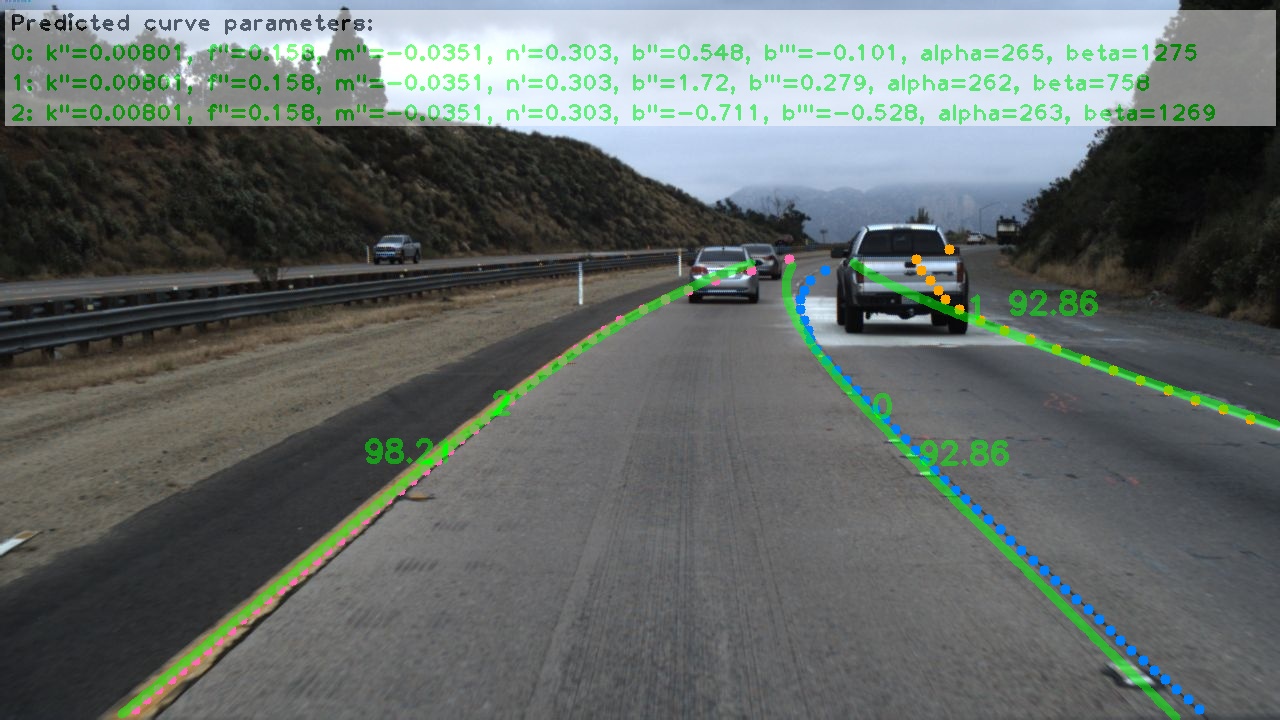 Predicted curve parameters:
0: k''=0.00801, f''=0.158, m''=-0.0351, n'=0.303, b''=0.548, b'''=-0.101, alpha=265, beta=1275
1: k''=0.00801, f''=0.158, m''=-0.0351, n'=0.303, b''=1.72, b'''=0.279, alpha=262, beta=758
2: k''=0.00801, f''=0.158, m''=-0.0351, n'=0.303, b''=-0.711, b'''=-0.528, alpha=263, beta=1269
1 92.86
2 0
92.86